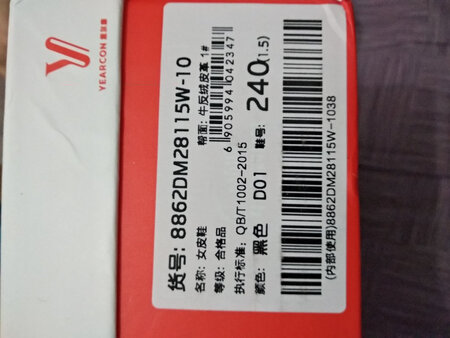 YEARCON 意尔康
货号: 8862DM28115W-10
名称: 女皮鞋
帮面: 牛反绒皮革 1#
等级: 合格品
6 905994 042347
执行标准: QB/T1002-2015
颜色: 黑色 D01
鞋号: 240(1.5)
(内部使用)8862DM28115W-1038